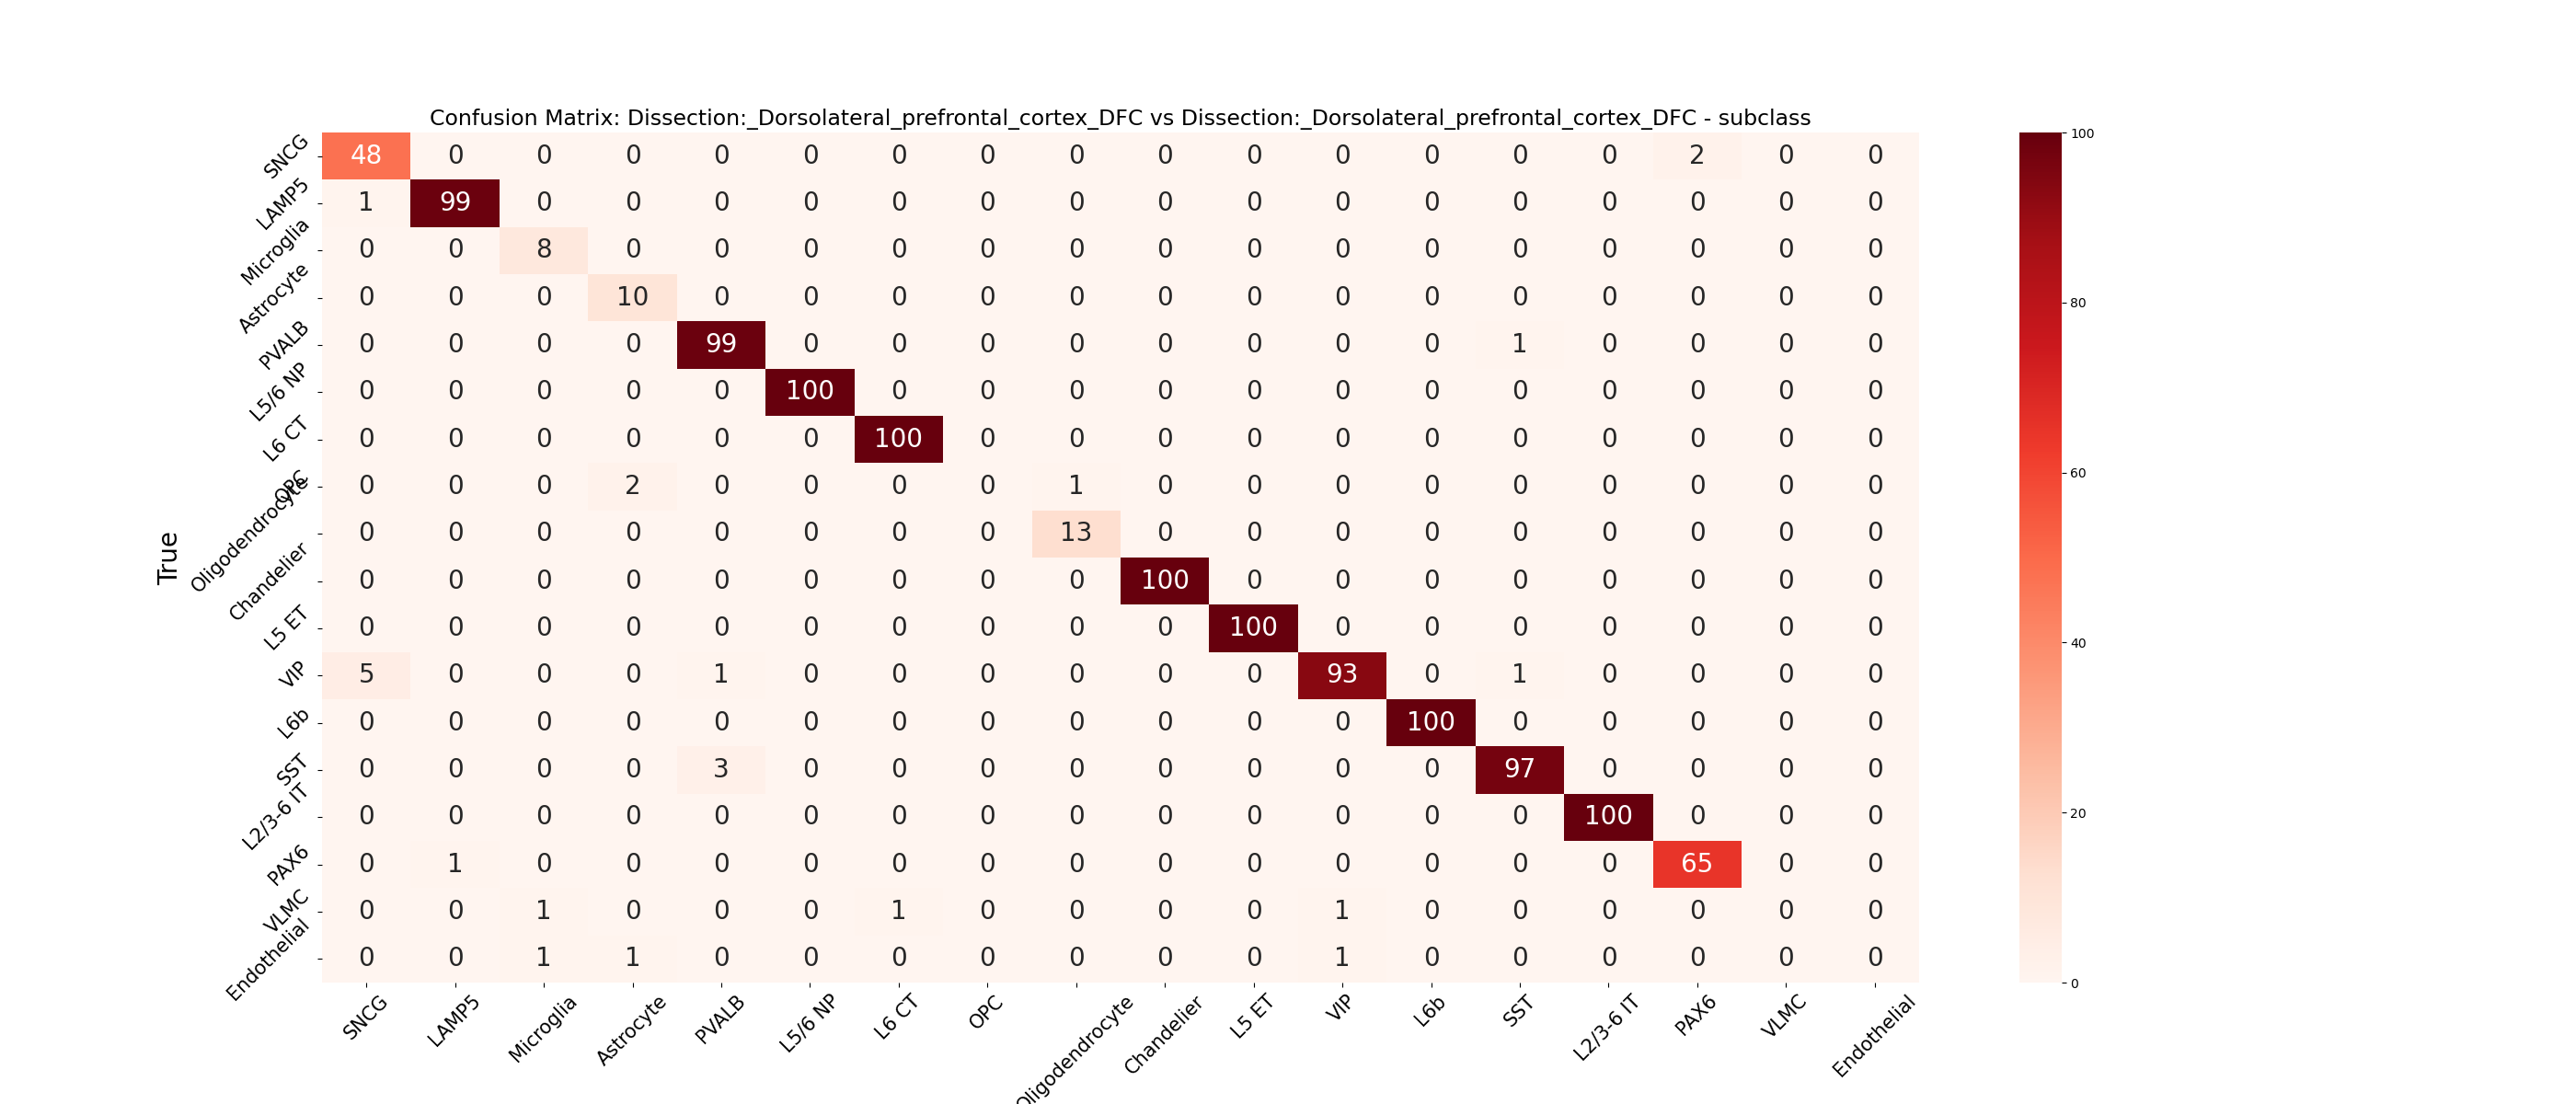 Confusion Matrix: Dissection:_Dorsolateral_prefrontal_cortex_DFC vs Dissection:_Dorsolateral_prefrontal_cortex_DFC - subclass
True
SNCG 48 0 0 0 0 0 0 0 0 0 0 0 0 0 0 2 0 0
LAMP5 1 99 0 0 0 0 0 0 0 0 0 0 0 0 0 0 0 0
Microglia 0 0 8 0 0 0 0 0 0 0 0 0 0 0 0 0 0 0
Astrocyte 0 0 0 10 0 0 0 0 0 0 0 0 0 0 0 0 0 0
PVALB 0 0 0 0 99 0 0 0 0 0 0 0 0 1 0 0 0 0
L5/6 NP 0 0 0 0 0 100 0 0 0 0 0 0 0 0 0 0 0 0
L6 CT 0 0 0 0 0 0 100 0 0 0 0 0 0 0 0 0 0 0
OPC 0 0 0 2 0 0 0 0 1 0 0 0 0 0 0 0 0 0
Oligodendrocyte 0 0 0 0 0 0 0 0 13 0 0 0 0 0 0 0 0 0
Chandelier 0 0 0 0 0 0 0 0 0 100 0 0 0 0 0 0 0 0
L5 ET 0 0 0 0 0 0 0 0 0 0 100 0 0 0 0 0 0 0
VIP 5 0 0 0 1 0 0 0 0 0 0 93 0 1 0 0 0 0
L6b 0 0 0 0 0 0 0 0 0 0 0 0 100 0 0 0 0 0
SST 0 0 0 0 3 0 0 0 0 0 0 0 0 97 0 0 0 0
L2/3-6 IT 0 0 0 0 0 0 0 0 0 0 0 0 0 0 100 0 0 0
PAX6 0 1 0 0 0 0 0 0 0 0 0 0 0 0 0 65 0 0
VLMC 0 0 1 0 0 0 1 0 0 0 0 1 0 0 0 0 0 0
Endothelial 0 0 1 1 0 0 0 0 0 0 0 1 0 0 0 0 0 0
SNCG LAMP5 Microglia Astrocyte PVALB L5/6 NP L6 CT OPC Oligodendrocyte Chandelier L5 ET VIP L6b SST L2/3-6 IT PAX6 VLMC Endothelial
100
80
60
40
20
0